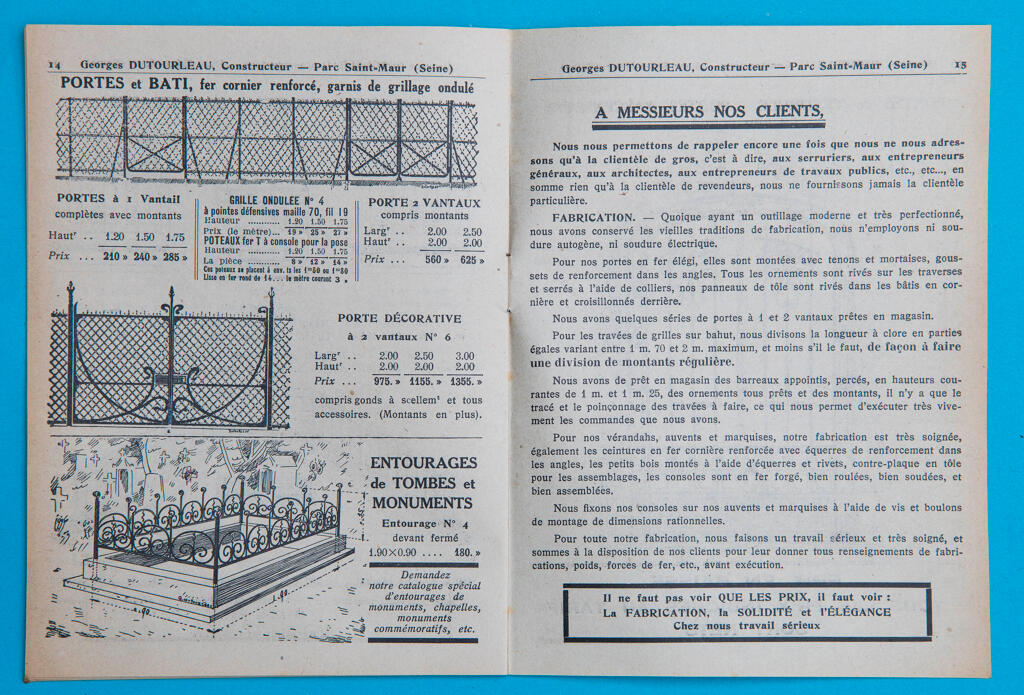 14 Georges DUTOURLEAU, Constructeur — Parc Saint-Maur (Seine)
PORTES et BATI, fer cornier renforcé, garnis de grillage ondulé
PORTES à 1 Vantail
complètes avec montants
Hautr .. 1.20 1.50 1.75
Prix ... 210 » 240 » 285 »
GRILLE ONDULEE N° 4
à pointes défensives maille 70, fil 19
Hauteur ........... 1.20 1.50 1.75
Prix (le mètre)... 19 » 25 » 27 »
POTEAUX fer T à console pour la pose
Hauteur ........... 1.20 1.50 1.75
La pièce .......... 8 » 12 » 14 »
Ces poteaux se placent à env. ts les 1m50 ou 1m80
Lisse en fer rond de 14... le mètre courant 3 »
PORTE 2 VANTAUX
compris montants
Largr .. 2.00 2.50
Hautr .. 2.00 2.00
Prix ... 560 » 625 »
PORTE DÉCORATIVE
à 2 vantaux N° 6
Largr .. 2.00 2.50 3.00
Hautr .. 2.00 2.00 2.00
Prix ... 975. » 1155. » 1355. »
compris gonds à scellemt et tous
accessoires. (Montants en plus).
ENTOURAGES
de TOMBES et
MONUMENTS
Entourage N° 4
devant fermé
1.90×0.90 .... 180. »
Demandez
notre catalogue spécial
d'entourages de
monuments, chapelles,
monuments
commémoratifs, etc.
0.90
1.90
Georges DUTOURLEAU, Constructeur — Parc Saint-Maur (Seine) 15
A MESSIEURS NOS CLIENTS,
Nous nous permettons de rappeler encore une fois que nous ne nous adres-
sons qu'à la clientèle de gros, c'est à dire, aux serruriers, aux entrepreneurs
généraux, aux architectes, aux entrepreneurs de travaux publics, etc., etc..., en
somme rien qu'à la clientèle de revendeurs, nous ne fournissons jamais la clientèle
particulière.
FABRICATION. — Quoique ayant un outillage moderne et très perfectionné,
nous avons conservé les vieilles traditions de fabrication, nous n'employons ni sou-
dure autogène, ni soudure électrique.
Pour nos portes en fer élégi, elles sont montées avec tenons et mortaises, gous-
sets de renforcement dans les angles. Tous les ornements sont rivés sur les traverses
et serrés à l'aide de colliers, nos panneaux de tôle sont rivés dans les bâtis en cor-
nière et croisillonnés derrière.
Nous avons quelques séries de portes à 1 et 2 vantaux prêtes en magasin.
Pour les travées de grilles sur bahut, nous divisons la longueur à clore en parties
égales variant entre 1 m. 70 et 2 m. maximum, et moins s'il le faut, de façon à faire
une division de montants régulière.
Nous avons de prêt en magasin des barreaux appointis, percés, en hauteurs cou-
rantes de 1 m. et 1 m. 25, des ornements tous prêts et des montants, il n'y a que le
tracé et le poinçonnage des travées à faire, ce qui nous permet d'exécuter très vive-
ment les commandes que nous avons.
Pour nos vérandahs, auvents et marquises, notre fabrication est très soignée,
également les ceintures en fer cornière renforcée avec équerres de renforcement dans
les angles, les petits bois montés à l'aide d'équerres et rivets, contre-plaque en tôle
pour les assemblages, les consoles sont en fer forgé, bien roulées, bien soudées, et
bien assemblées.
Nous fixons nos consoles sur nos auvents et marquises à l'aide de vis et boulons
de montage de dimensions rationnelles.
Pour toute notre fabrication, nous faisons un travail sérieux et très soigné, et
sommes à la disposition de nos clients pour leur donner tous renseignements de fabri-
cations, poids, forces de fer, etc., avant exécution.
Il ne faut pas voir QUE LES PRIX, il faut voir :
La FABRICATION, la SOLIDITÉ et l'ÉLÉGANCE
Chez nous travail sérieux